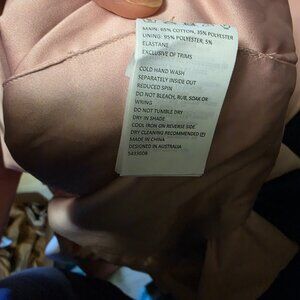 MAIN: 65% COTTON, 35% POLYESTER
LINING: 95% POLYESTER, 5%
ELASTANE
EXCLUSIVE OF TRIMS
COLD HAND WASH
SEPARATELY INSIDE OUT
REDUCED SPIN
DO NOT BLEACH, RUB, SOAK OR
WRING
DO NOT TUMBLE DRY
DRY IN SHADE
COOL IRON ON REVERSE SIDE
DRY CLEANING RECOMMENDED (P)
MADE IN CHINA
DESIGNED IN AUSTRALIA